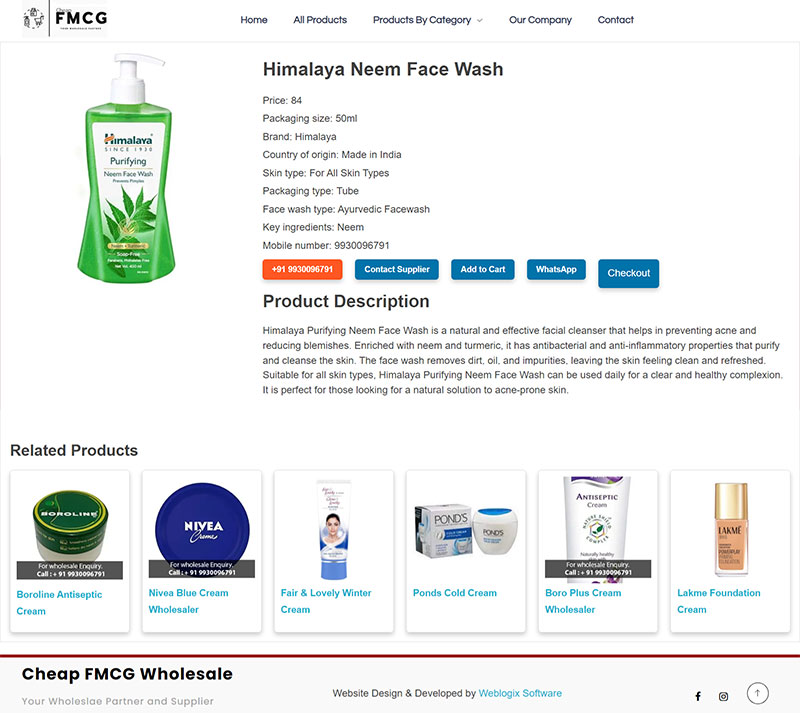 Cheap
FMCG
YOUR WHOLESALE PARTNER
Home All Products Products By Category Our Company Contact
Himalaya
SINCE 1930
Purifying
Neem Face Wash
Prevents Pimples
Neem & Turmeric
Soap-Free
Himalaya Neem Face Wash
Price: 84
Packaging size: 50ml
Brand: Himalaya
Country of origin: Made in India
Skin type: For All Skin Types
Packaging type: Tube
Face wash type: Ayurvedic Facewash
Key ingredients: Neem
Mobile number: 9930096791
+91 9930096791 Contact Supplier Add to Cart WhatsApp Checkout
Product Description
Himalaya Purifying Neem Face Wash is a natural and effective facial cleanser that helps in preventing acne and
reducing blemishes. Enriched with neem and turmeric, it has antibacterial and anti-inflammatory properties that purify
and cleanse the skin. The face wash removes dirt, oil, and impurities, leaving the skin feeling clean and refreshed.
Suitable for all skin types, Himalaya Purifying Neem Face Wash can be used daily for a clear and healthy complexion.
It is perfect for those looking for a natural solution to acne-prone skin.
Related Products
BOROLINE
For wholesale Enquiry.
Call : + 91 9930096791
Boroline Antiseptic
Cream
NIVEA
Creme
For wholesale Enquiry.
Call : + 91 9930096791
Nivea Blue Cream
Wholesaler
Fair & Lovely Winter
Cream
POND'S
Ponds Cold Cream
ANTISEPTIC
Cream
NATURE SHIELD
COMPLEX
Naturally healthy
For wholesale Enquiry.
Call : + 91 9930096791
Boro Plus Cream
Wholesaler
LAKMÉ
Lakme Foundation
Cream
Cheap FMCG Wholesale
Your Wholeslae Partner and Supplier
Website Design & Developed by Weblogix Software